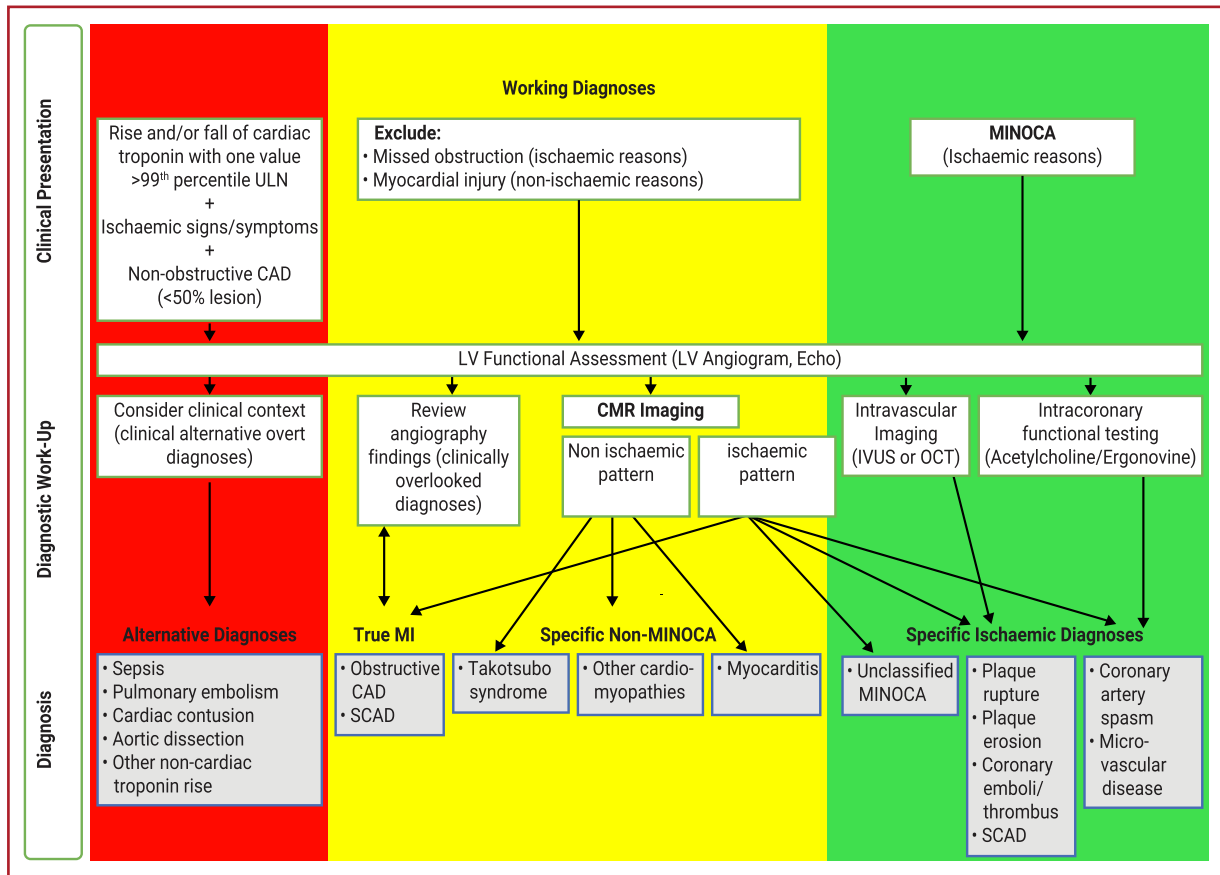 Clinical Presentation
Working Diagnoses
Rise and/or fall of cardiac
troponin with one value
>99th percentile ULN
+
Ischaemic signs/symptoms
+
Non-obstructive CAD
(<50% lesion)
Exclude:
• Missed obstruction (ischaemic reasons)
• Myocardial injury (non-ischaemic reasons)
MINOCA
(Ischaemic reasons)
LV Functional Assessment (LV Angiogram, Echo)
Diagnostic Work-Up
Consider clinical context
(clinical alternative overt
diagnoses)
Review
angiography
findings (clinically
overlooked
diagnoses)
CMR Imaging
Non ischaemic
pattern
ischaemic
pattern
Intravascular
Imaging
(IVUS or OCT)
Intracoronary
functional testing
(Acetylcholine/Ergonovine)
Diagnosis
Alternative Diagnoses
• Sepsis
• Pulmonary embolism
• Cardiac contusion
• Aortic dissection
• Other non-cardiac
troponin rise
True MI
• Obstructive
CAD
• SCAD
Specific Non-MINOCA
• Takotsubo
syndrome
• Other cardio-
myopathies
• Myocarditis
Specific Ischaemic Diagnoses
• Unclassified
MINOCA
• Plaque
rupture
• Plaque
erosion
• Coronary
emboli/
thrombus
• SCAD
• Coronary
artery
spasm
• Micro-
vascular
disease